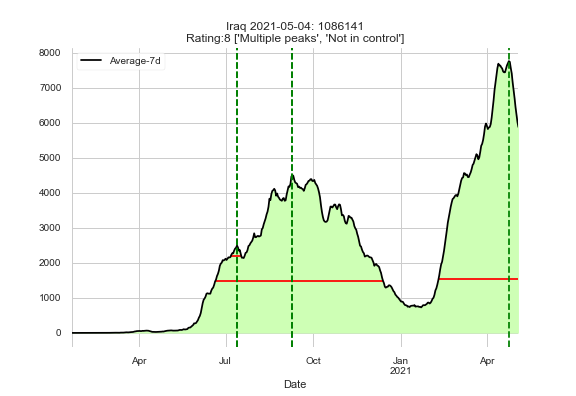 Iraq 2021-05-04: 1086141
Rating:8 ['Multiple peaks', 'Not in control']
Average-7d
8000
7000
6000
5000
4000
3000
2000
1000
0
Apr
Jul
Oct
Jan
2021
Apr
Date